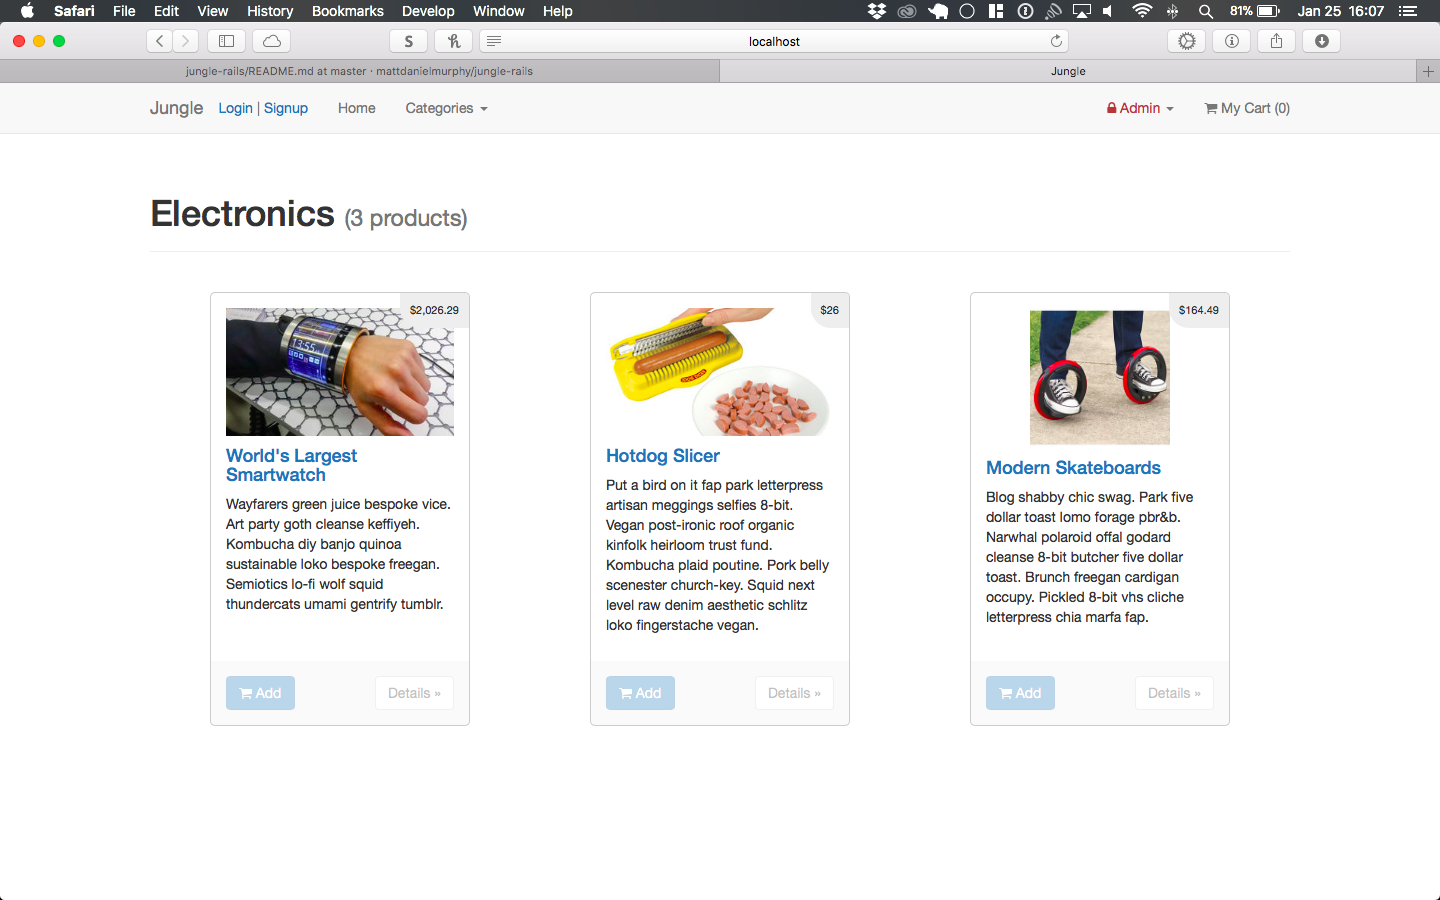 Safari File Edit View History Bookmarks Develop Window Help 81% Jan 25 16:07
S localhost
jungle-rails/README.md at master · mattdanielmurphy/jungle-rails Jungle
Jungle Login | Signup Home Categories Admin My Cart (0)
Electronics (3 products)
$2,026.29
13:55
World's Largest
Smartwatch
Wayfarers green juice bespoke vice.
Art party goth cleanse keffiyeh.
Kombucha diy banjo quinoa
sustainable loko bespoke freegan.
Semiotics lo-fi wolf squid
thundercats umami gentrify tumblr.
Add Details »
$26
Hotdog Slicer
Put a bird on it fap park letterpress
artisan meggings selfies 8-bit.
Vegan post-ironic roof organic
kinfolk heirloom trust fund.
Kombucha plaid poutine. Pork belly
scenester church-key. Squid next
level raw denim aesthetic schlitz
loko fingerstache vegan.
Add Details »
$164.49
Modern Skateboards
Blog shabby chic swag. Park five
dollar toast lomo forage pbr&b.
Narwhal polaroid offal godard
cleanse 8-bit butcher five dollar
toast. Brunch freegan cardigan
occupy. Pickled 8-bit vhs cliche
letterpress chia marfa fap.
Add Details »